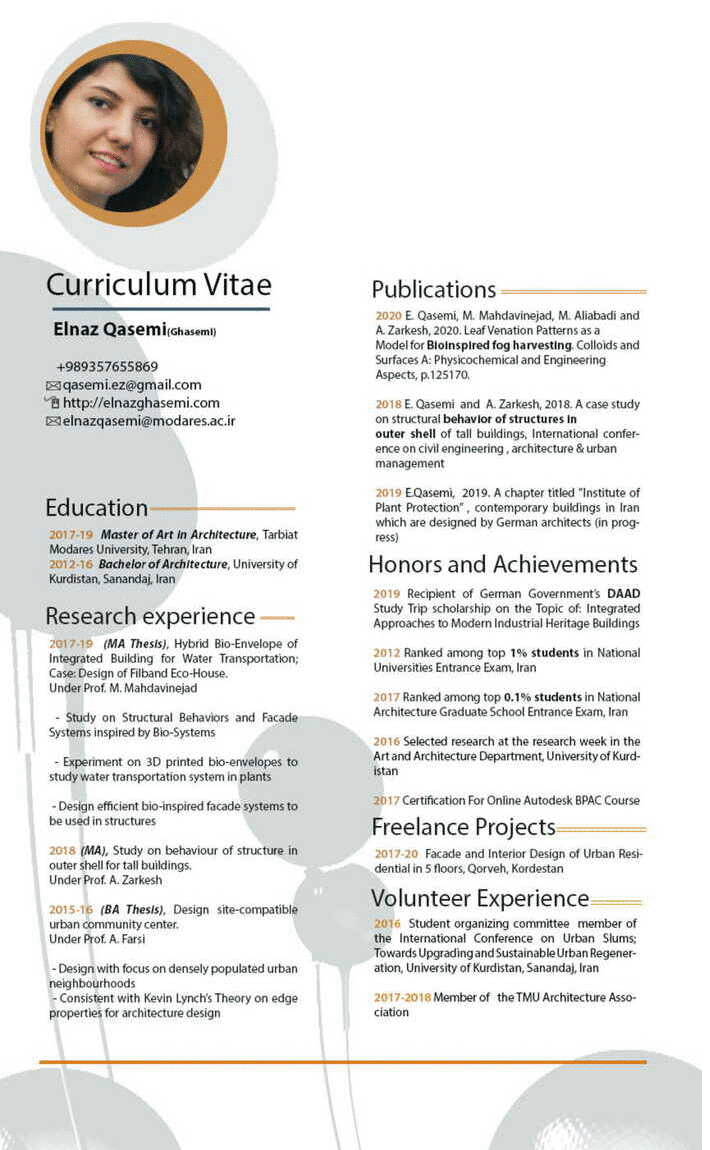 Curriculum Vitae
Elnaz Qasemi(Ghasemi)
+989357655869
qasemi.ez@gmail.com
http://elnazghasemi.com
elnazqasemi@modares.ac.ir
Education
2017-19 Master of Art in Architecture, Tarbiat
Modares University, Tehran, Iran
2012-16 Bachelor of Architecture, University of
Kurdistan, Sanandaj, Iran
Research experience
2017-19 (MA Thesis), Hybrid Bio-Envelope of
Integrated Building for Water Transportation;
Case: Design of Filband Eco-House.
Under Prof. M. Mahdavinejad
- Study on Structural Behaviors and Facade
Systems inspired by Bio-Systems
- Experiment on 3D printed bio-envelopes to
study water transportation system in plants
- Design efficient bio-inspired facade systems to
be used in structures
2018 (MA), Study on behaviour of structure in
outer shell for tall buildings.
Under Prof. A. Zarkesh
2015-16 (BA Thesis), Design site-compatible
urban community center.
Under Prof. A. Farsi
- Design with focus on densely populated urban
neighbourhoods
- Consistent with Kevin Lynch's Theory on edge
properties for architecture design
Publications
2020 E. Qasemi, M. Mahdavinejad, M. Aliabadi and
A. Zarkesh, 2020. Leaf Venation Patterns as a
Model for Bioinspired fog harvesting. Colloids and
Surfaces A: Physicochemical and Engineering
Aspects, p.125170.
2018 E. Qasemi and A. Zarkesh, 2018. A case study
on structural behavior of structures in
outer shell of tall buildings, International confer-
ence on civil engineering , architecture & urban
management
2019 E.Qasemi, 2019. A chapter titled "Institute of
Plant Protection" , contemporary buildings in Iran
which are designed by German architects (in prog-
ress)
Honors and Achievements
2019 Recipient of German Government's DAAD
Study Trip scholarship on the Topic of: Integrated
Approaches to Modern Industrial Heritage Buildings
2012 Ranked among top 1% students in National
Universities Entrance Exam, Iran
2017 Ranked among top 0.1% students in National
Architecture Graduate School Entrance Exam, Iran
2016 Selected research at the research week in the
Art and Architecture Department, University of Kurd-
istan
2017 Certification For Online Autodesk BPAC Course
Freelance Projects
2017-20 Facade and Interior Design of Urban Resi-
dential in 5 floors, Qorveh, Kordestan
Volunteer Experience
2016 Student organizing committee member of
the International Conference on Urban Slums;
Towards Upgrading and Sustainable Urban Regener-
ation, University of Kurdistan, Sanandaj, Iran
2017-2018 Member of the TMU Architecture Asso-
ciation